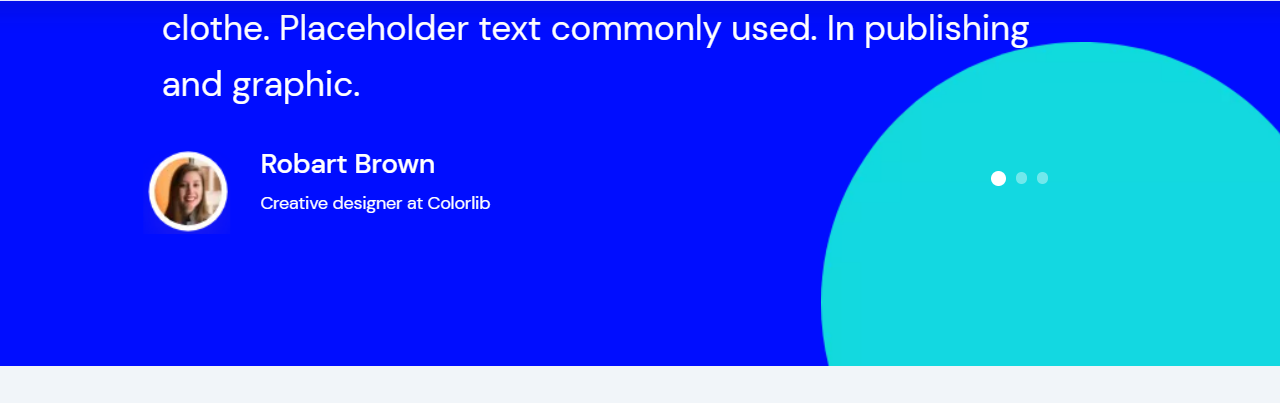 clothe. Placeholder text commonly used. In publishing
and graphic.
Robart Brown
Creative designer at Colorlib